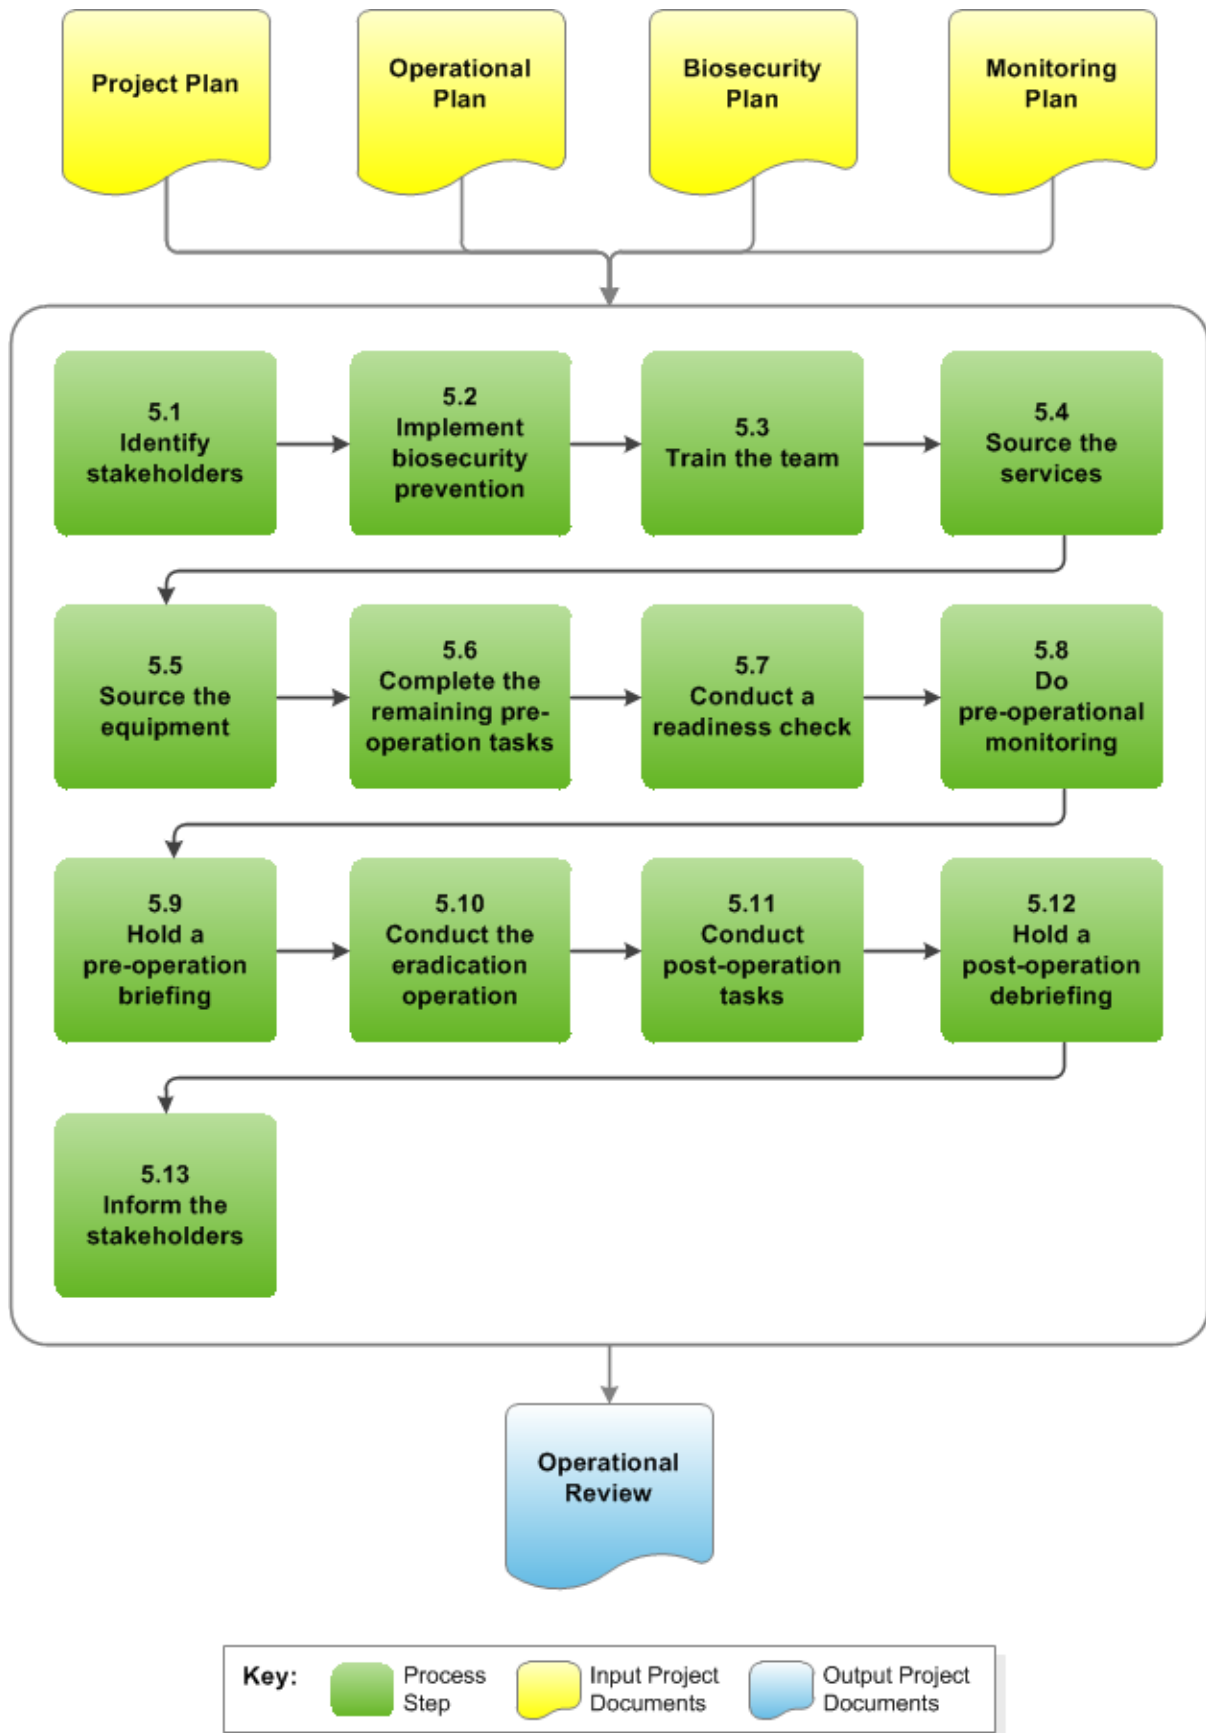 Project Plan
Operational
Plan
Biosecurity
Plan
Monitoring
Plan
5.1
Identify
stakeholders
5.2
Implement
biosecurity
prevention
5.3
Train the team
5.4
Source the
services
5.5
Source the
equipment
5.6
Complete the
remaining pre-
operation tasks
5.7
Conduct a
readiness check
5.8
Do
pre-operational
monitoring
5.9
Hold a
pre-operation
briefing
5.10
Conduct the
eradication
operation
5.11
Conduct
post-operation
tasks
5.12
Hold a
post-operation
debriefing
5.13
Inform the
stakeholders
Operational
Review
Key:
Process
Step
Input Project
Documents
Output Project
Documents